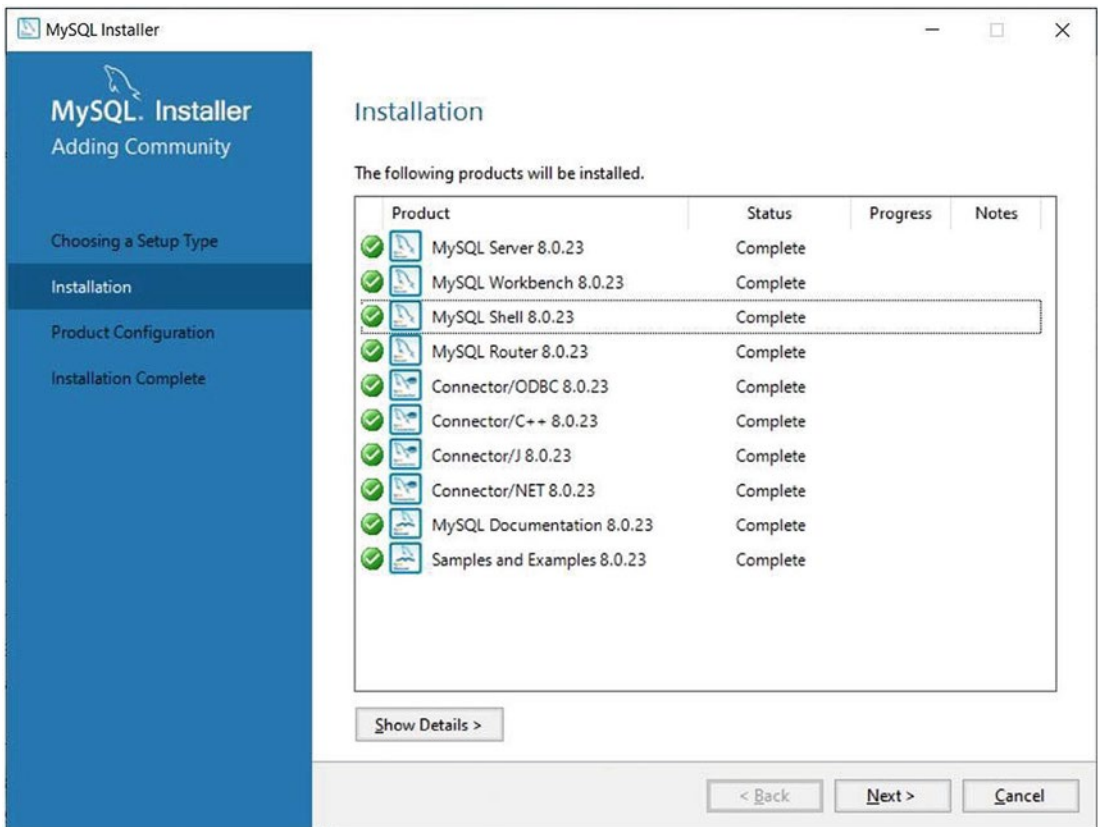 MySQL Installer
MySQL. Installer
Adding Community
Choosing a Setup Type
Installation
Product Configuration
Installation Complete
Installation
The following products will be installed.
Product Status Progress Notes
MySQL Server 8.0.23 Complete
MySQL Workbench 8.0.23 Complete
MySQL Shell 8.0.23 Complete
MySQL Router 8.0.23 Complete
Connector/ODBC 8.0.23 Complete
Connector/C++ 8.0.23 Complete
Connector/J 8.0.23 Complete
Connector/NET 8.0.23 Complete
MySQL Documentation 8.0.23 Complete
Samples and Examples 8.0.23 Complete
Show Details >
< Back Next > Cancel